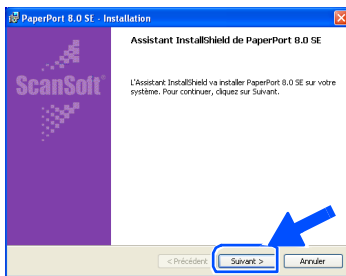 PaperPort 8.0 SE - Installation
Assistant InstallShield de PaperPort 8.0 SE
ScanSoft®
L'Assistant InstallShield va installer PaperPort 8.0 SE sur votre
système. Pour continuer, cliquez sur Suivant.
< Précédent
Suivant >
Annuler